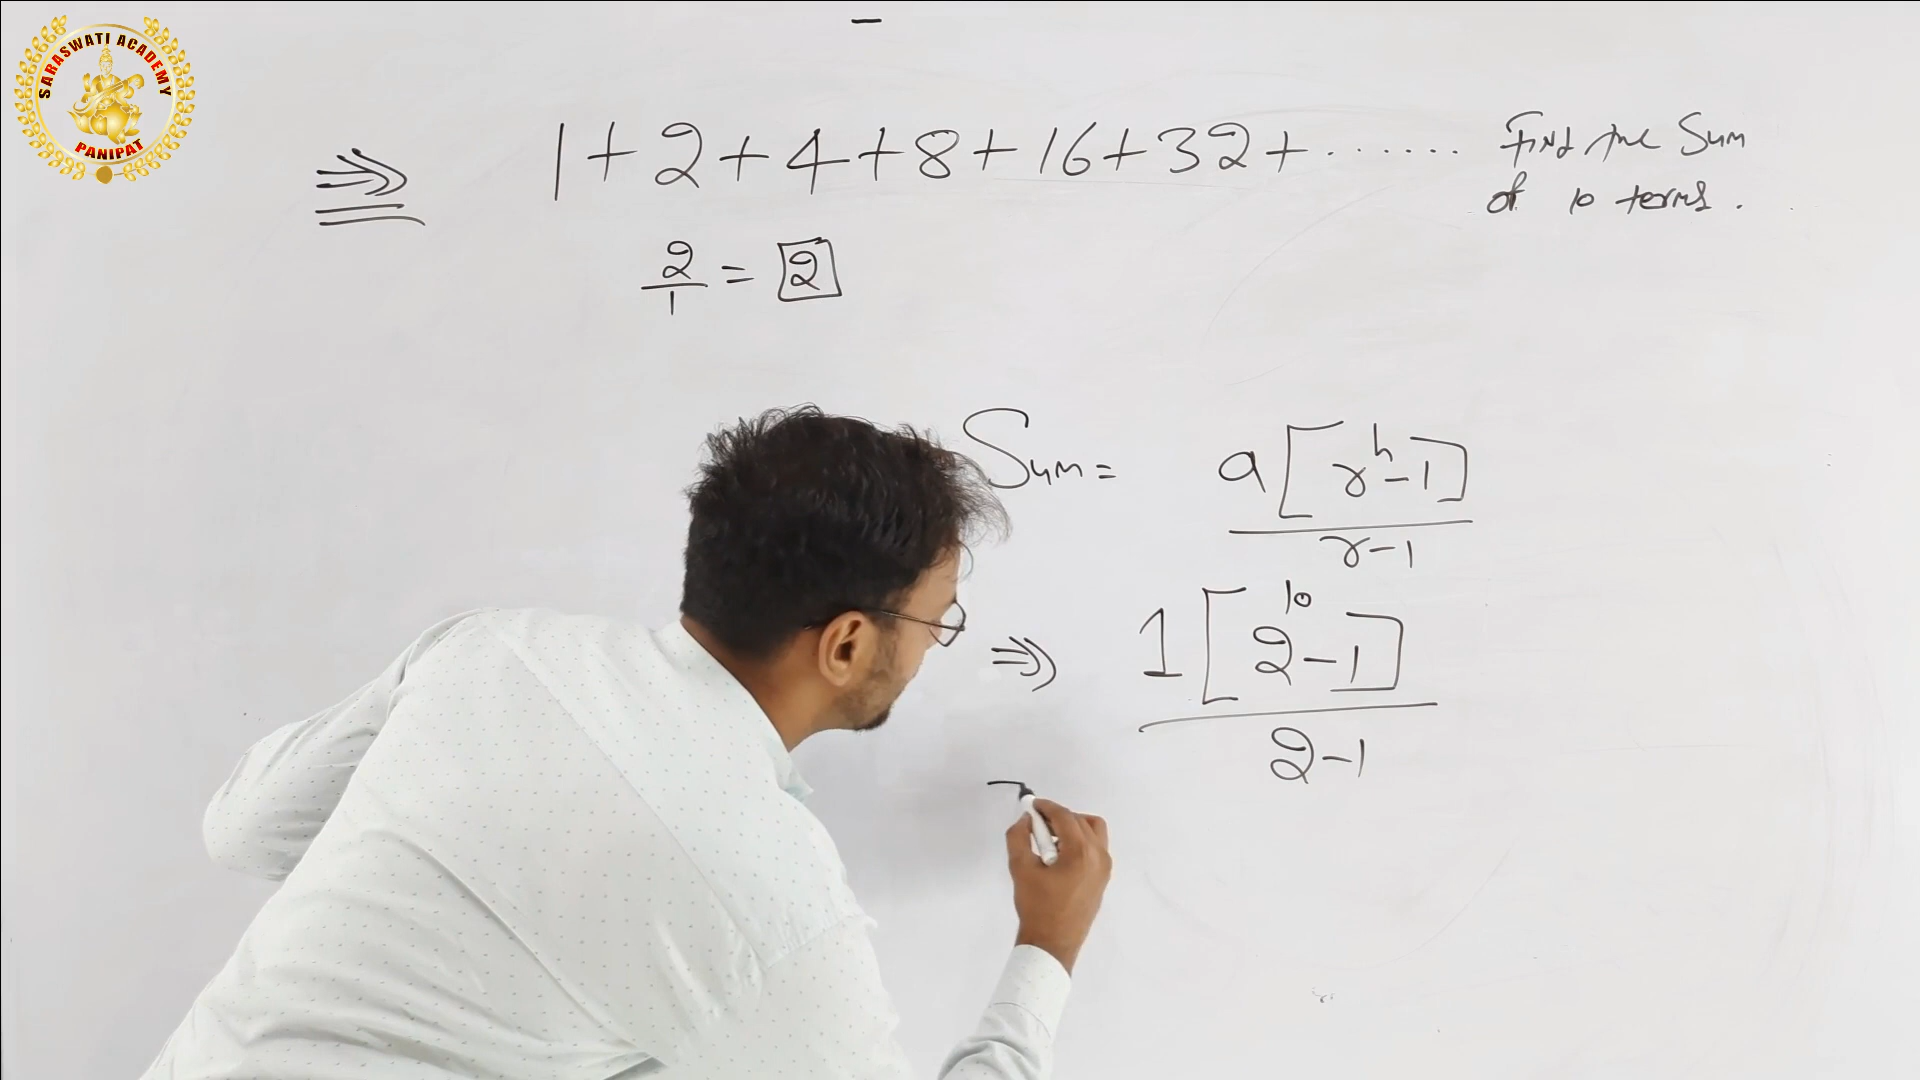 SARASWATI ACADEMY
PANIPAT
1+2+4+8+16+32+ ....... Find the Sum
of 10 terms.
2/1 = 2
Sum = a[r^n-1]
r-1
⇒ 1[2^10-1]
2-1